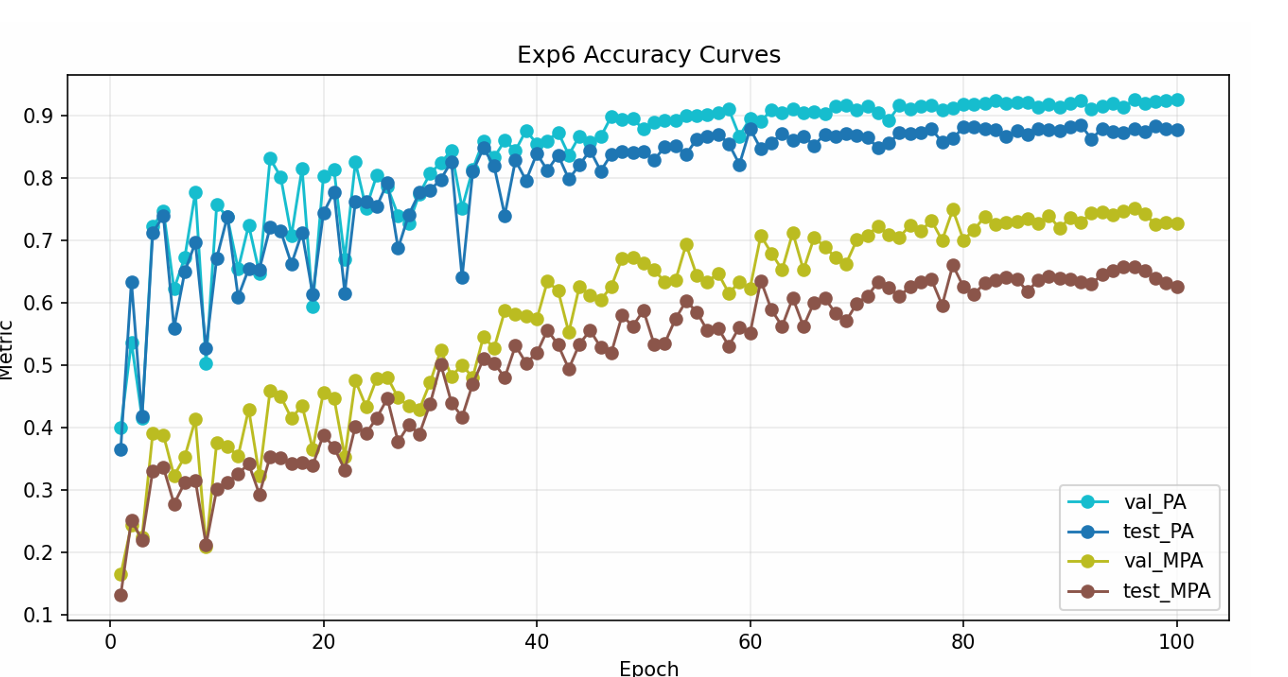 Exp6 Accuracy Curves
0.9
0.8
0.7
0.6
0.5
0.4
0.3
0.2
0.1
Metric
0 20 40 60 80 100
Epoch
val_PA
test_PA
val_MPA
test_MPA